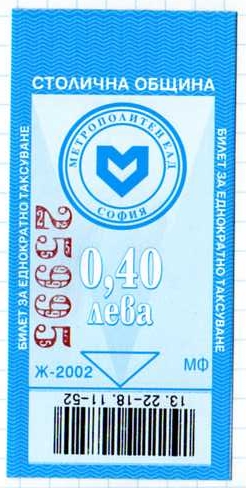 СТОЛИЧНА ОБЩИНА
МЕТРОПОЛИТЕН ЕАД
СОФИЯ
БИЛЕТ ЗА ЕДНОКРАТНО ТАКСУВАНЕ
БИЛЕТ ЗА ЕДНОКРАТНО ТАКСУВАНЕ
25995
0,40
лева
Ж-2002
МФ
13. 22-18. 11-52